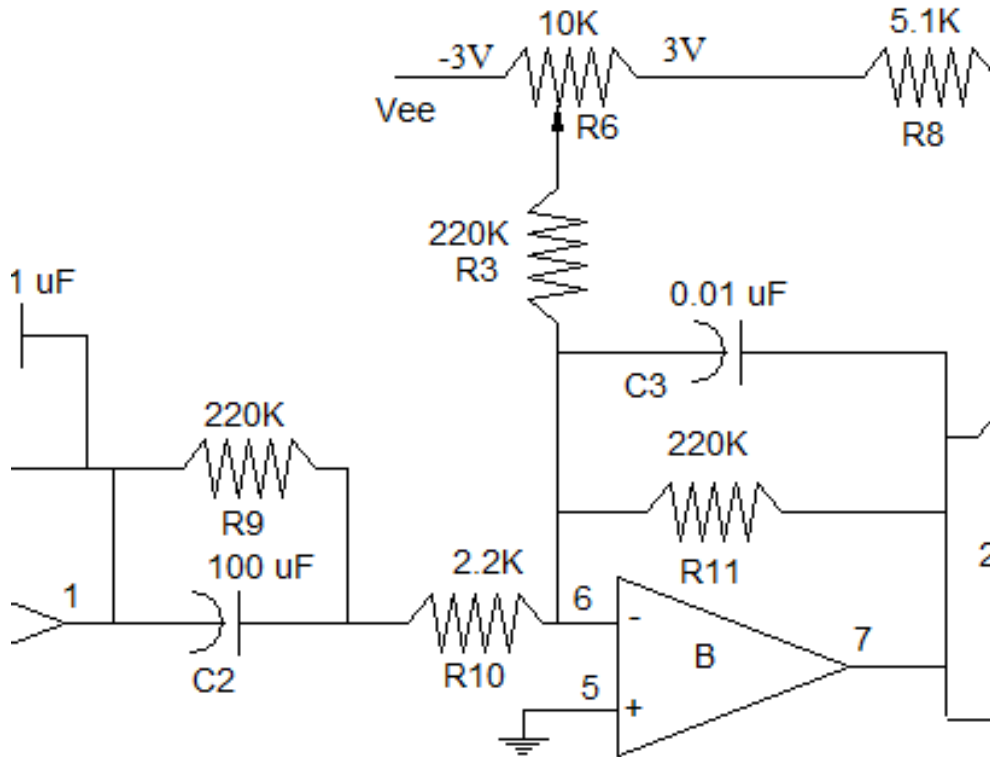 10K
5.1K
-3V
3V
Vee
R6
R8
220K
R3
1 uF
0.01 uF
C3
220K
220K
R9
100 uF
2.2K
R11
1
6
-
7
B
C2
R10
5
+
2